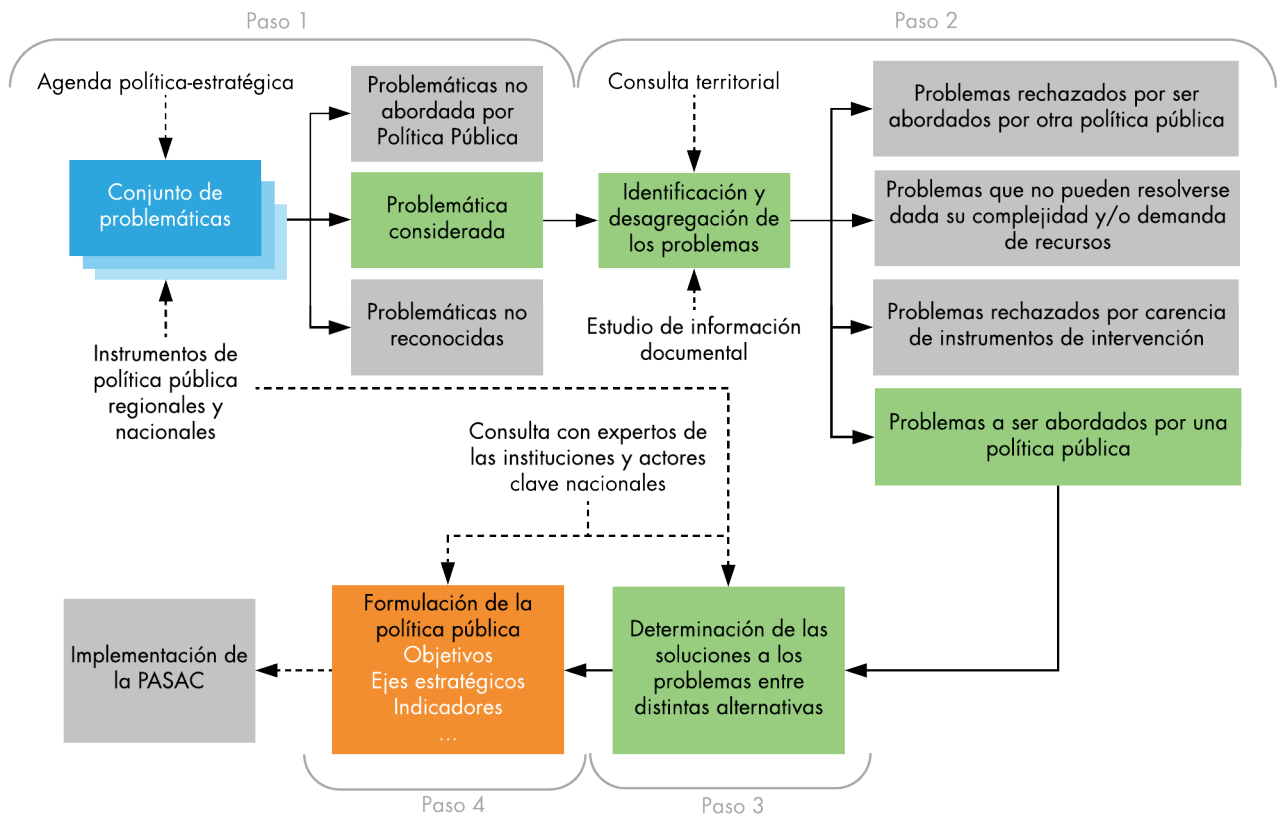 Paso 1
Paso 2
Agenda política-estratégica
Conjunto de
problemáticas
Instrumentos de
política pública
regionales y
nacionales
Problemáticas no
abordada por
Política Pública
Problemática
considerada
Problemáticas no
reconocidas
Consulta territorial
Identificación y
desagregación de
los problemas
Estudio de información
documental
Problemas rechazados por ser
abordados por otra política pública
Problemas que no pueden resolverse
dada su complejidad y/o demanda
de recursos
Problemas rechazados por carencia
de instrumentos de intervención
Problemas a ser abordados por una
política pública
Consulta con expertos de
las instituciones y actores
clave nacionales
Implementación de
la PASAC
Formulación de la
política pública
Objetivos
Ejes estratégicos
Indicadores
...
Determinación de las
soluciones a los
problemas entre
distintas alternativas
Paso 4
Paso 3